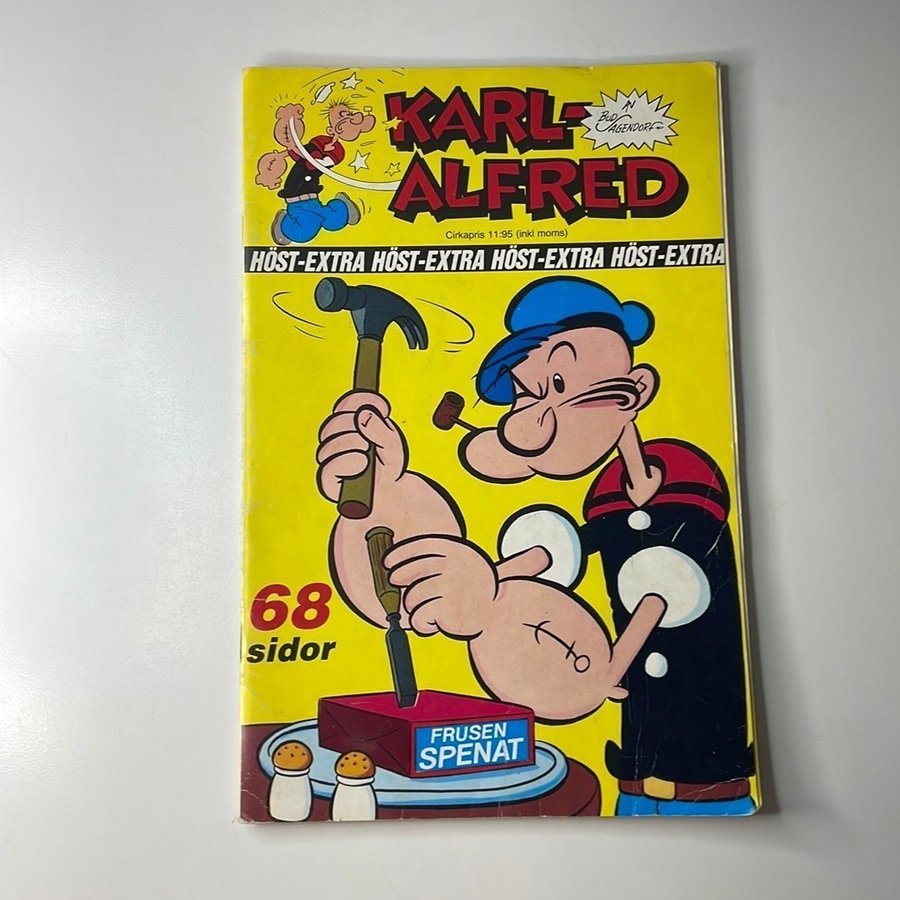 KARL-
ALFRED
AV
BUD
SAGENDORF
Cirkapris 11:95 (inkl moms)
HÖST-EXTRA HÖST-EXTRA HÖST-EXTRA HÖST-EXTRA
68
sidor
FRUSEN
SPENAT